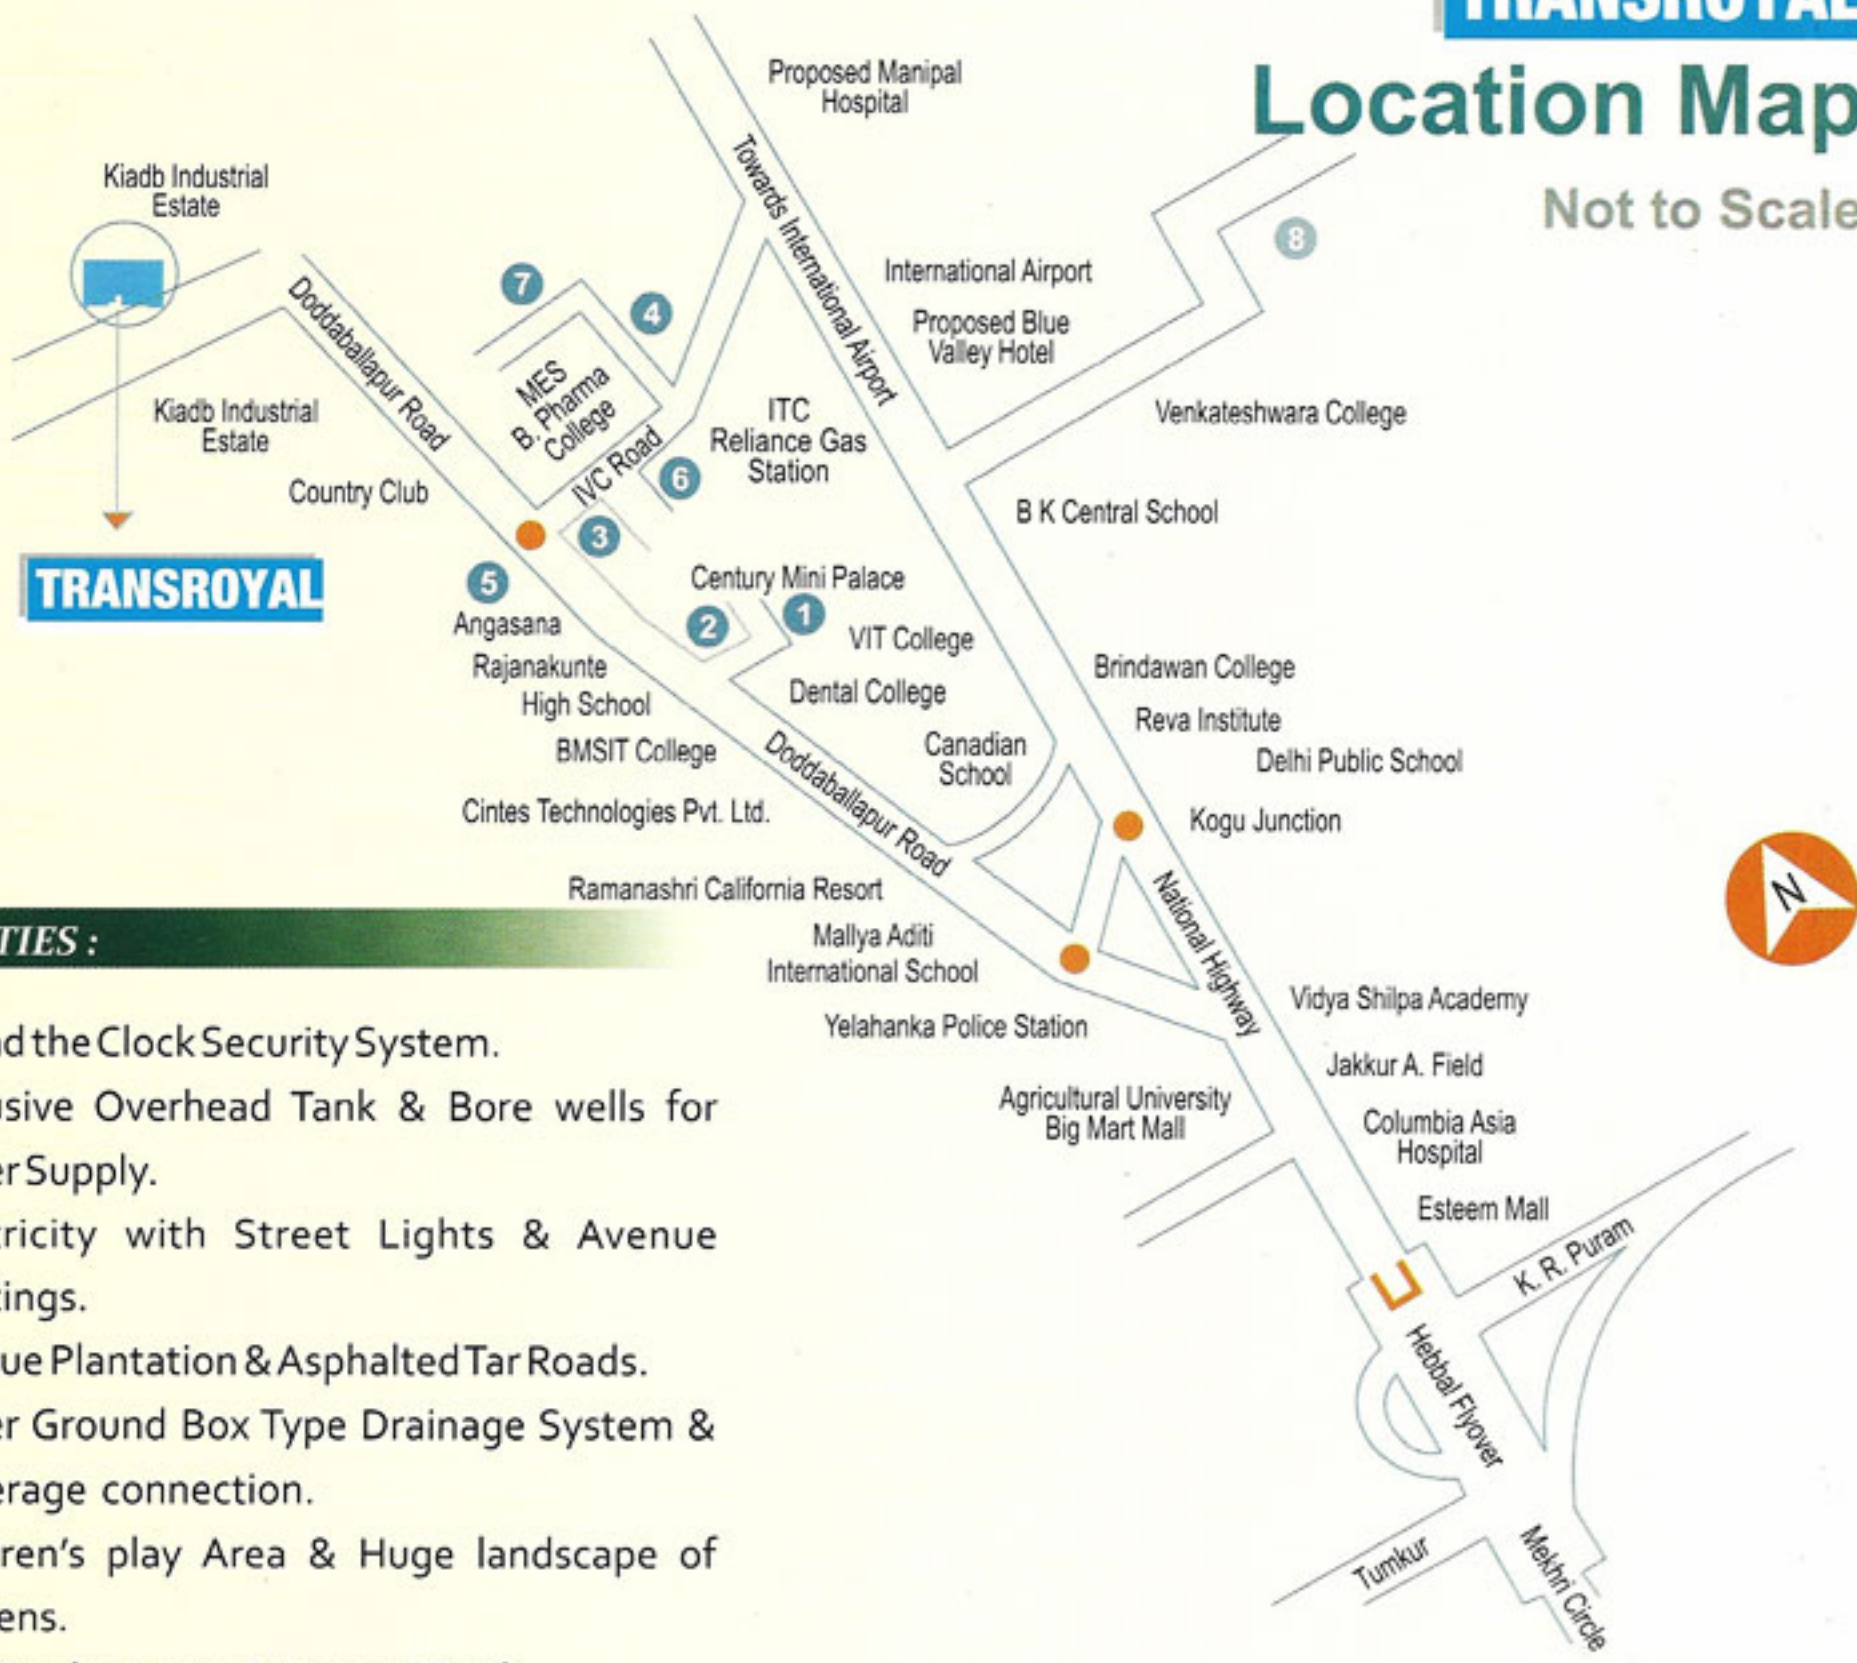 TRANSROYAL
Location Map
Not to Scale
Proposed Manipal
Hospital
Towards International Airport
Kiadb Industrial
Estate
8
7
4
International Airport
Doddaballapur Road
Proposed Blue
Valley Hotel
MES
B. Pharma
College
Kiadb Industrial
Estate
ITC
Reliance Gas
Station
Venkateshwara College
IVC Road
6
Country Club
B K Central School
3
TRANSROYAL
5
Century Mini Palace
Angasana
2
1
VIT College
Rajanakunte
High School
Dental College
Brindawan College
Reva Institute
BMSIT College
Doddaballapur Road
Canadian
School
Delhi Public School
Cintes Technologies Pvt. Ltd.
Kogu Junction
Ramanashri California Resort
National Highway
N
TIES :
Mallya Aditi
International School
Vidya Shilpa Academy
Yelahanka Police Station
Jakkur A. Field
Agricultural University
Big Mart Mall
Columbia Asia
Hospital
Esteem Mall
K. R. Puram
Hebbal Flyover
Tumkur
Mekhri Circle
nd the Clock Security System.
usive Overhead Tank & Bore wells for
er Supply.
tricity with Street Lights & Avenue
tings.
ue Plantation & Asphalted Tar Roads.
er Ground Box Type Drainage System &
erage connection.
ren's play Area & Huge landscape of
ens.